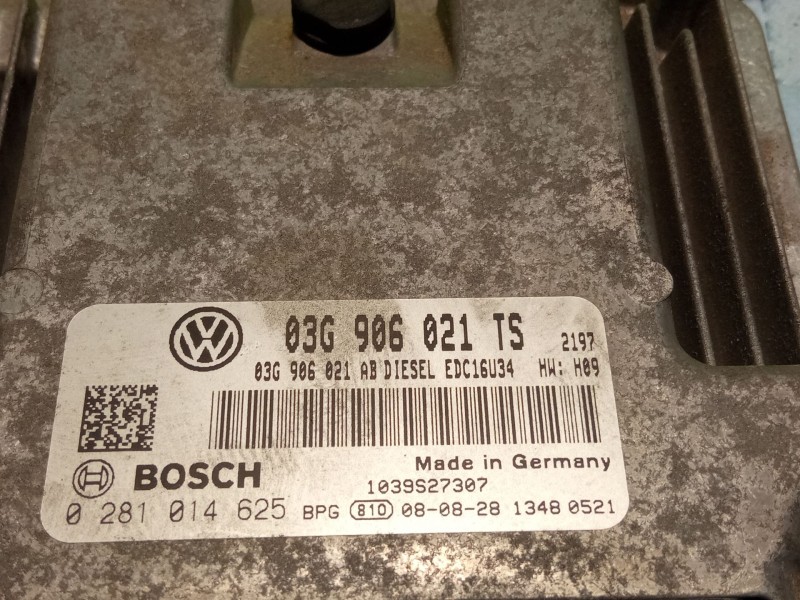 VW 03G 906 021 TS 2197
03G 906 021 AB DIESEL EDC16U34 HW: H09
Made in Germany
BOSCH 1039S27307
0 281 014 625 BPG 810 08-08-28 1348 0521